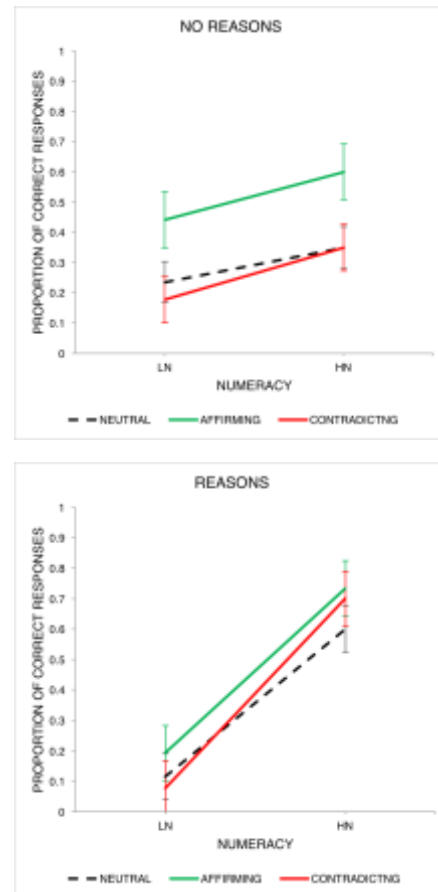 NO REASONS
PROPORTION OF CORRECT RESPONSES
1
0.9
0.8
0.7
0.6
0.5
0.4
0.3
0.2
0.1
0
LN HN
NUMERACY
NEUTRAL AFFIRMING CONTRADICTNG
REASONS
PROPORTION OF CORRECT RESPONSES
1
0.9
0.8
0.7
0.6
0.5
0.4
0.3
0.2
0.1
0
LN HN
NUMERACY
NEUTRAL AFFIRMING CONTRADICTNG